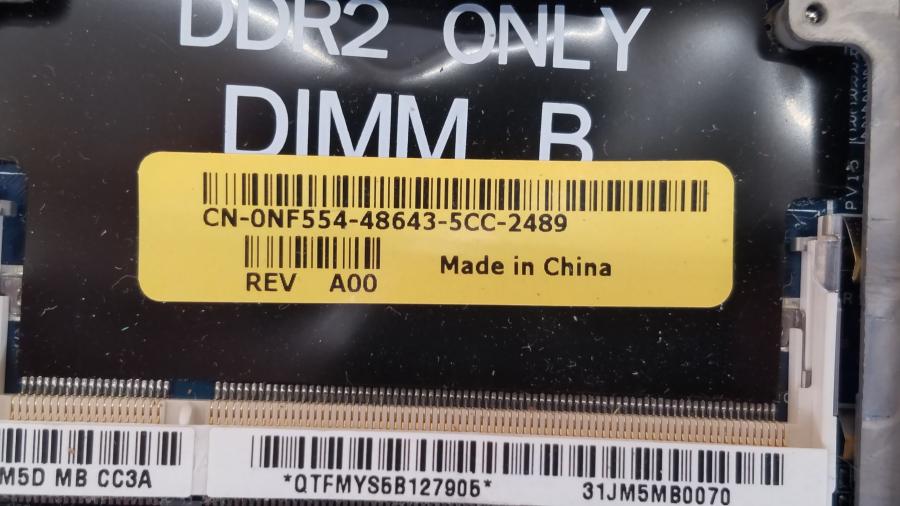 DDR2 ONLY
DIMM B
CN-0NF554-48643-5CC-2489
REV A00
Made in China
M5D MB CC3A
*QTFMYS5B127905*
31JM5MB0070